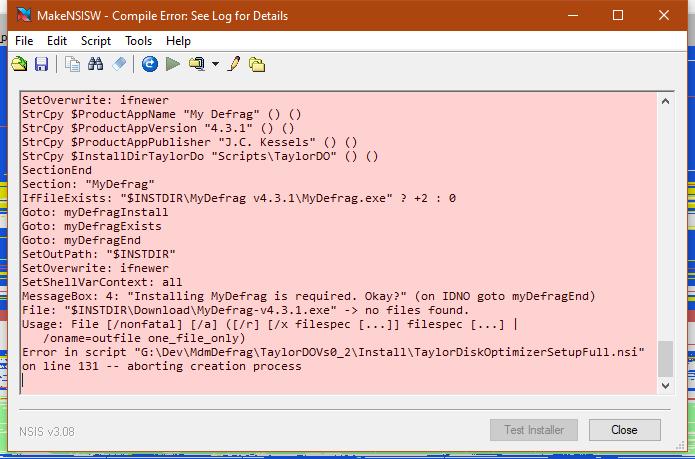 MakeNSISW - Compile Error: See Log for Details
File Edit Script Tools Help
SetOverwrite: ifnewer
StrCpy $ProductAppName "My Defrag" () ()
StrCpy $ProductAppVersion "4.3.1" () ()
StrCpy $ProductAppPublisher "J.C. Kessels" () ()
StrCpy $InstallDirTaylorDo "Scripts\TaylorDO" () ()
SectionEnd
Section: "MyDefrag"
IfFileExists: "$INSTDIR\MyDefrag v4.3.1\MyDefrag.exe" ? +2 : 0
Goto: myDefragInstall
Goto: myDefragExists
Goto: myDefragEnd
SetOutPath: "$INSTDIR"
SetOverwrite: ifnewer
SetShellVarContext: all
MessageBox: 4: "Installing MyDefrag is required. Okay?" (on IDNO goto myDefragEnd)
File: "$INSTDIR\Download\MyDefrag-v4.3.1.exe" -> no files found.
Usage: File [/nonfatal] [/a] ([/r] [/x filespec [...]] filespec [...] |
/oname=outfile one_file_only)
Error in script "G:\Dev\MdmDefrag\TaylorDOVs0_2\Install\TaylorDiskOptimizerSetupFull.nsi"
on line 131 -- aborting creation process
NSIS v3.08
Test Installer
Close